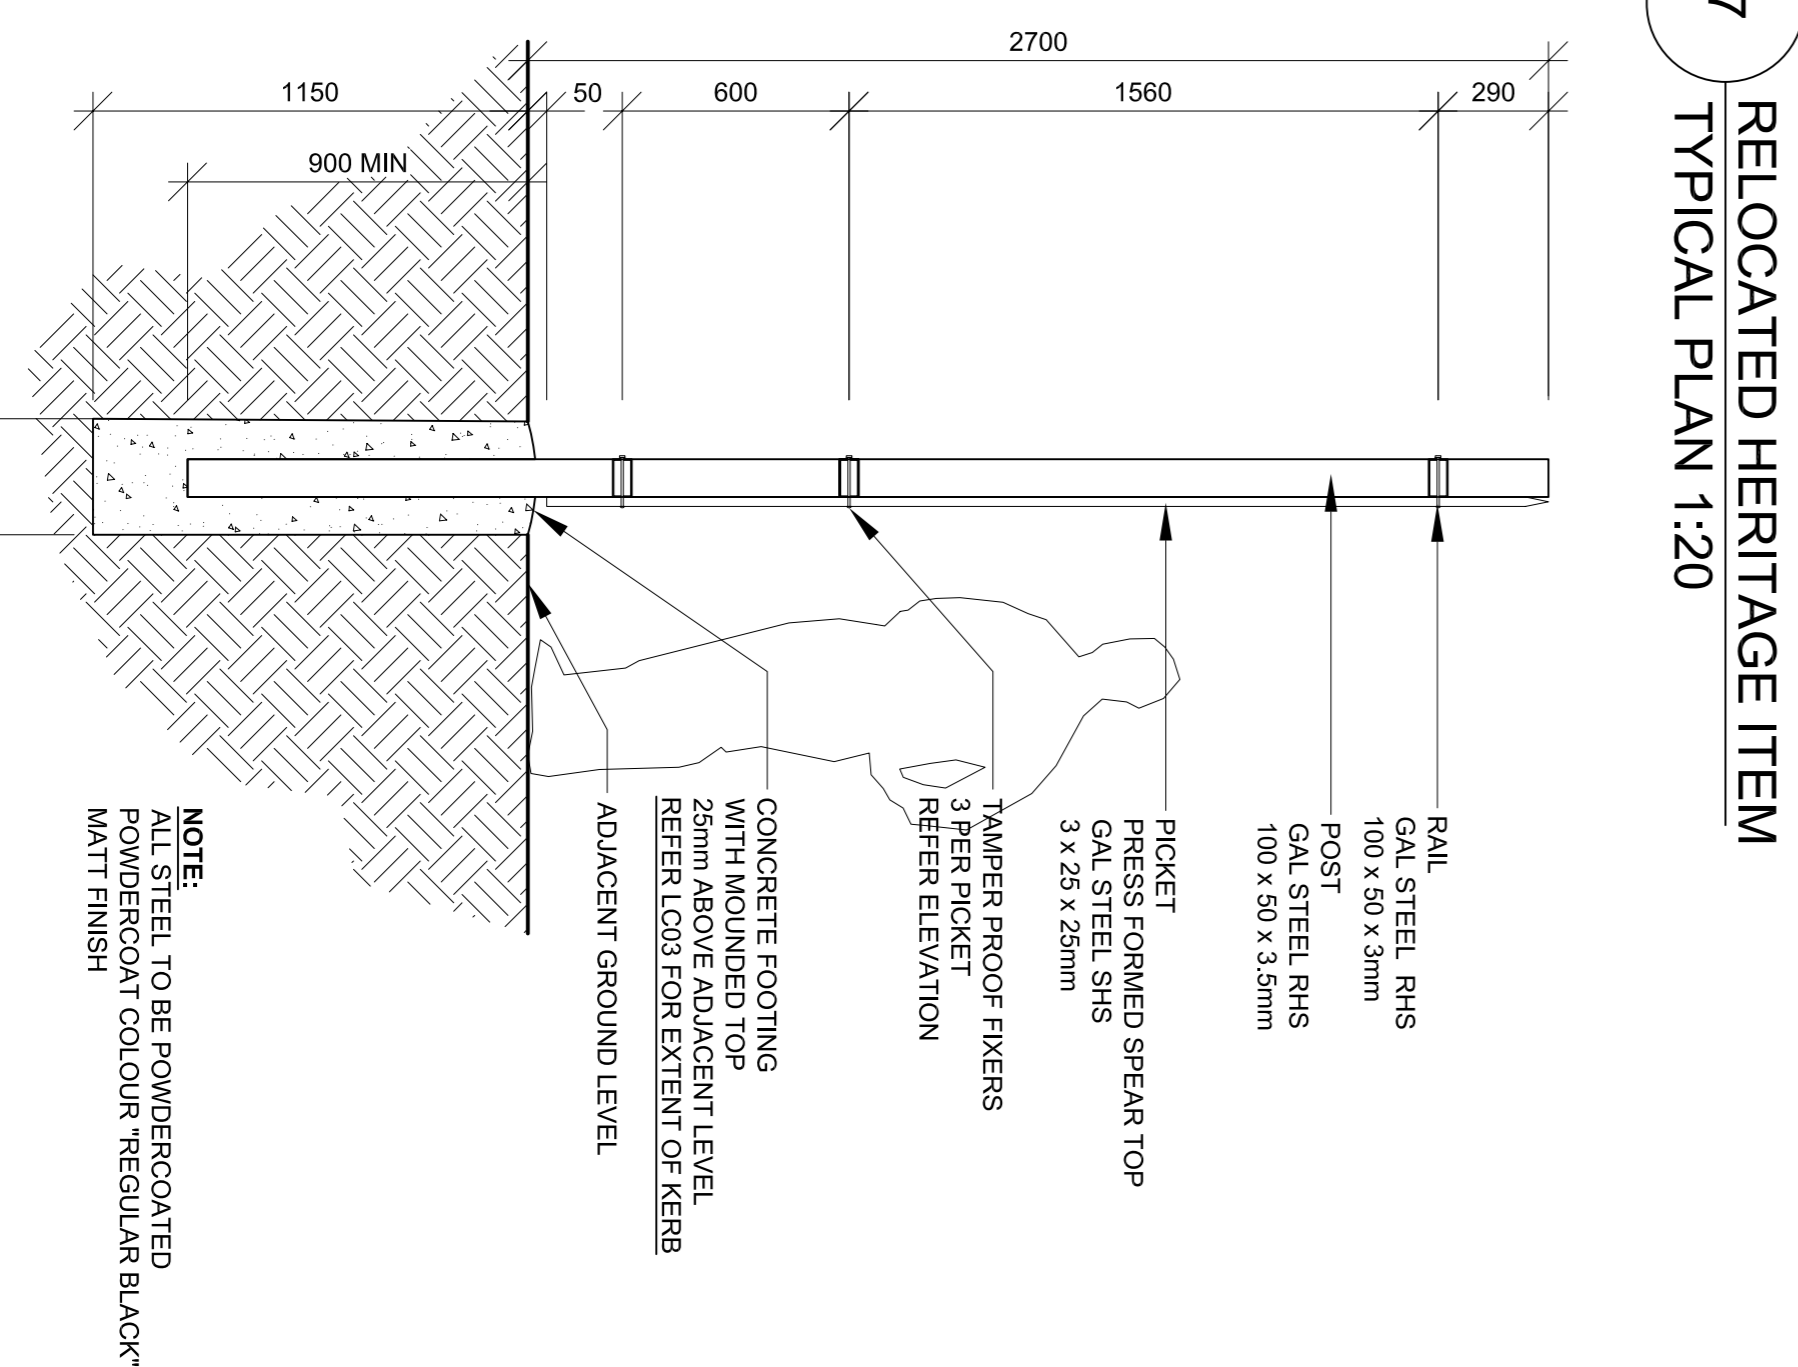 7
RELOCATED HERITAGE ITEM
TYPICAL PLAN 1:20
2700
1150
50
600
1560
290
900 MIN
RAIL
GAL STEEL RHS
100 x 50 x 3mm
POST
GAL STEEL RHS
100 x 50 x 3.5mm
PICKET
PRESS FORMED SPEAR TOP
GAL STEEL SHS
3 x 25 x 25mm
TAMPER PROOF FIXERS
3 PER PICKET
REFER ELEVATION
CONCRETE FOOTING
WITH MOUNDED TOP
25mm ABOVE ADJACENT LEVEL
REFER LC03 FOR EXTENT OF KERB
ADJACENT GROUND LEVEL
NOTE:
ALL STEEL TO BE POWDERCOATED
POWDERCOAT COLOUR "REGULAR BLACK"
MATT FINISH